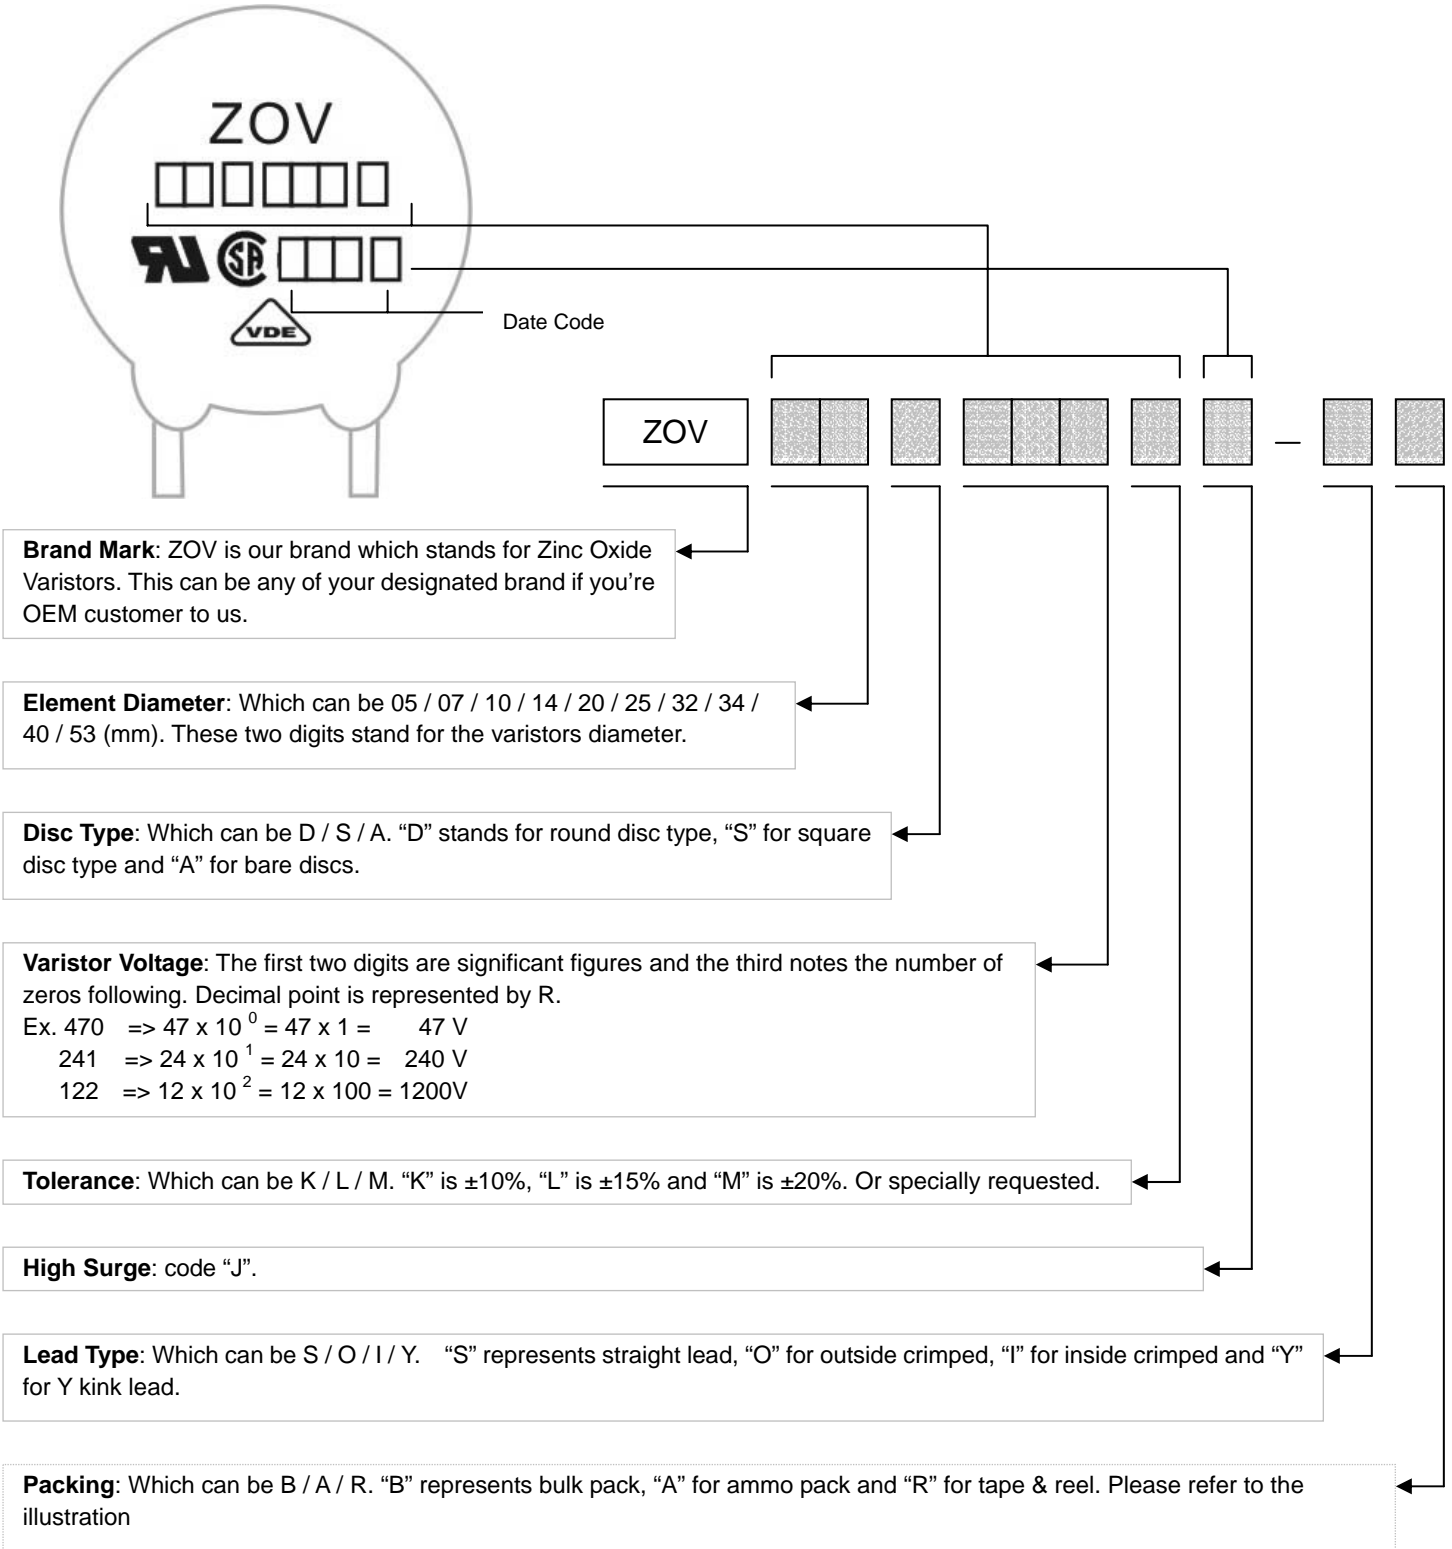 ZOV
SA
VDE
Date Code
ZOV
Brand Mark: ZOV is our brand which stands for Zinc Oxide
Varistors. This can be any of your designated brand if you’re
OEM customer to us.
Element Diameter: Which can be 05 / 07 / 10 / 14 / 20 / 25 / 32 / 34 /
40 / 53 (mm). These two digits stand for the varistors diameter.
Disc Type: Which can be D / S / A. “D” stands for round disc type, “S” for square
disc type and “A” for bare discs.
Varistor Voltage: The first two digits are significant figures and the third notes the number of
zeros following. Decimal point is represented by R.
Ex. 470 => 47 x 10 ⁰ = 47 x 1 = 47 V
241 => 24 x 10 ¹ = 24 x 10 = 240 V
122 => 12 x 10 ² = 12 x 100 = 1200V
Tolerance: Which can be K / L / M. “K” is ±10%, “L” is ±15% and “M” is ±20%. Or specially requested.
High Surge: code “J”.
Lead Type: Which can be S / O / I / Y. “S” represents straight lead, “O” for outside crimped, “I” for inside crimped and “Y”
for Y kink lead.
Packing: Which can be B / A / R. “B” represents bulk pack, “A” for ammo pack and “R” for tape & reel. Please refer to the
illustration